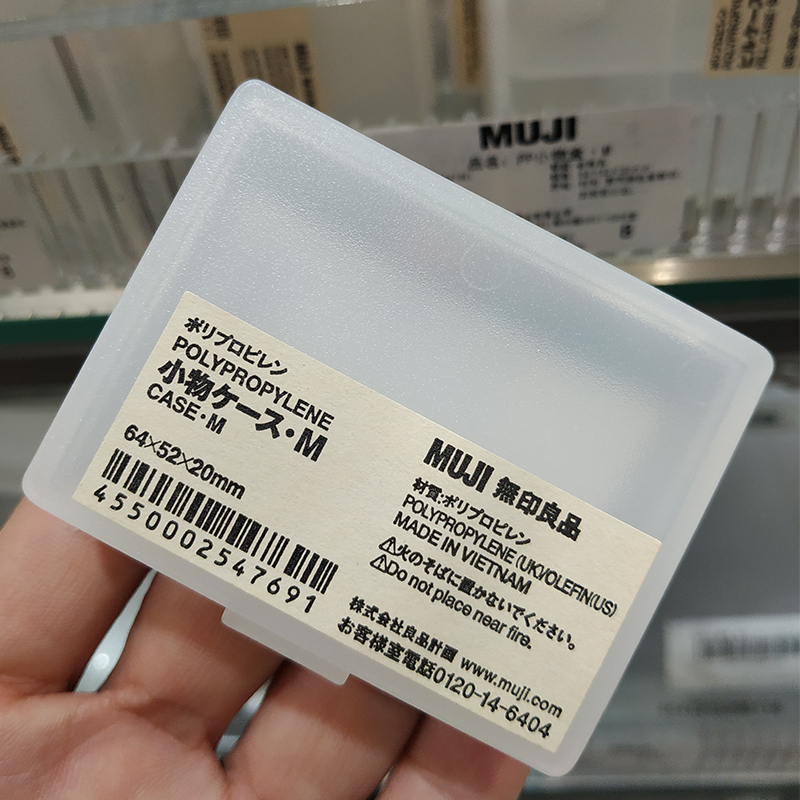 ポリプロピレン
POLYPROPYLENE
小物ケース・M
CASE・M
64×52×20mm
4550002547691
MUJI 無印良品
材質:ポリプロピレン
POLYPROPYLENE(UK)/OLEFIN(US)
MADE IN VIETNAM
⚠火のそばに置かないでください。
⚠Do not place near fire.
株式会社良品計画 www.muji.com
お客様室電話0120-14-6404
MUJI